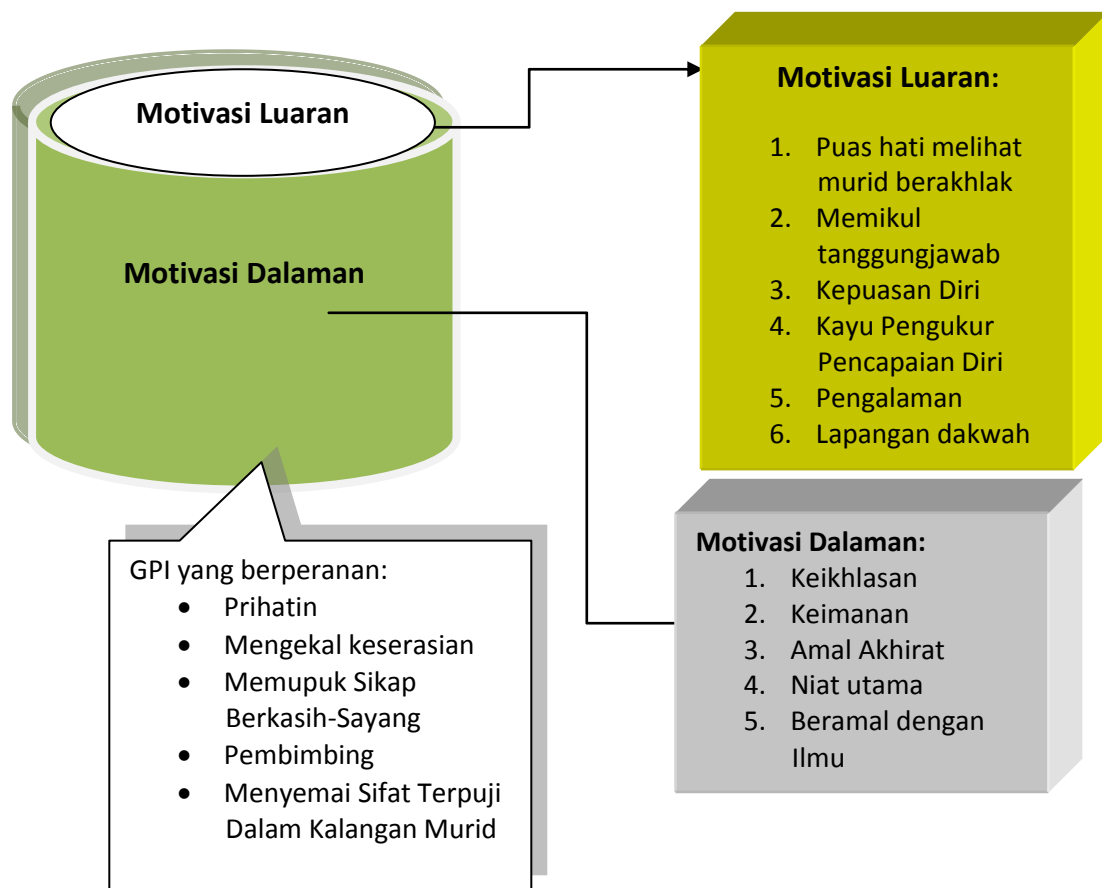 Motivasi Luaran
Motivasi Dalaman
GPI yang berperanan:
• Prihatin
• Mengekal keserasian
• Memupuk Sikap
Berkasih-Sayang
• Pembimbing
• Menyemai Sifat Terpuji
Dalam Kalangan Murid
Motivasi Luaran:
1. Puas hati melihat
murid berakhlak
2. Memikul
tanggungjawab
3. Kepuasan Diri
4. Kayu Pengukur
Pencapaian Diri
5. Pengalaman
6. Lapangan dakwah
Motivasi Dalaman:
1. Keikhlasan
2. Keimanan
3. Amal Akhirat
4. Niat utama
5. Beramal dengan
Ilmu